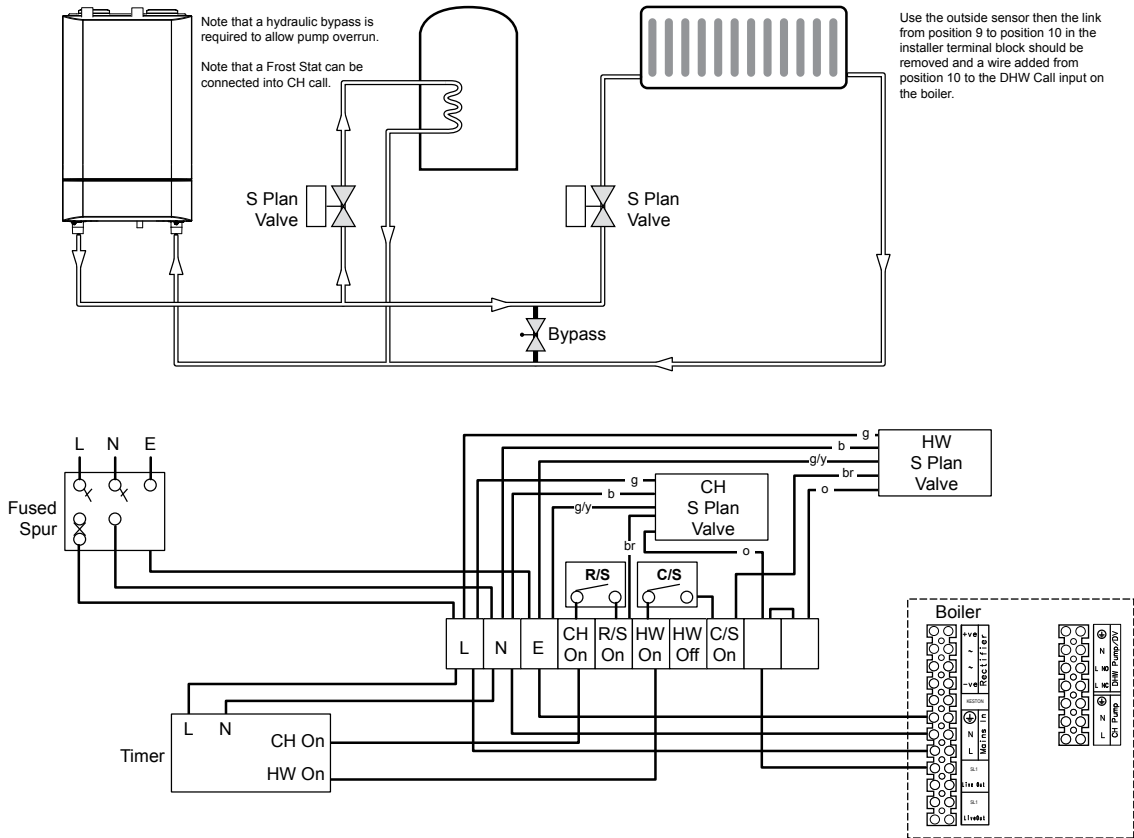 Note that a hydraulic bypass is
required to allow pump overrun.
Note that a Frost Stat can be
connected into CH call.
Use the outside sensor then the link
from position 9 to position 10 in the
installer terminal block should be
removed and a wire added from
position 10 to the DHW Call input on
the boiler.
S Plan
Valve
S Plan
Valve
Bypass
L N E
Fused
Spur
g
b
g/y
br
o
HW
S Plan
Valve
g
b
g/y
br
o
CH
S Plan
Valve
R/S
C/S
L
N
E
CH
On
R/S
On
HW
On
HW
Off
C/S
On
Timer
L N
CH On
HW On
Boiler
+ve
~
~
-ve
Rectifier
KESTON
N
L
Mains In
SL1
Live Out
SL1
LiveOut
N
L NO
L NC
DHW Pump/DV
N
L
CH Pump